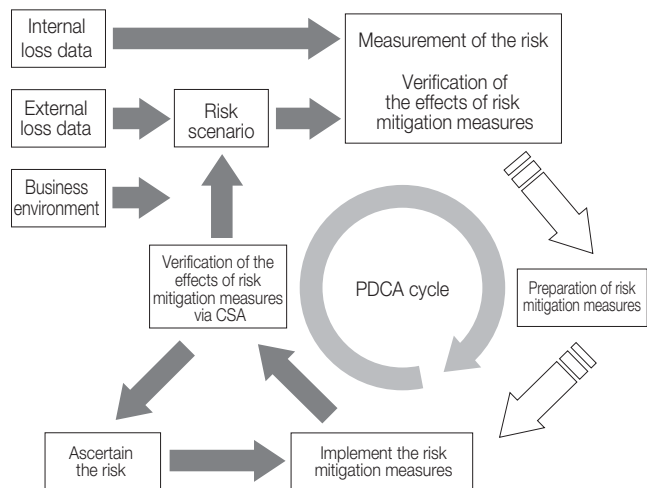 Internal
loss data
Measurement of the risk
Verification of
the effects of risk
mitigation measures
External
loss data
Risk
scenario
Business
environment
Verification of the
effects of risk
mitigation measures
via CSA
PDCA cycle
Preparation of risk
mitigation measures
Ascertain
the risk
Implement the risk
mitigation measures